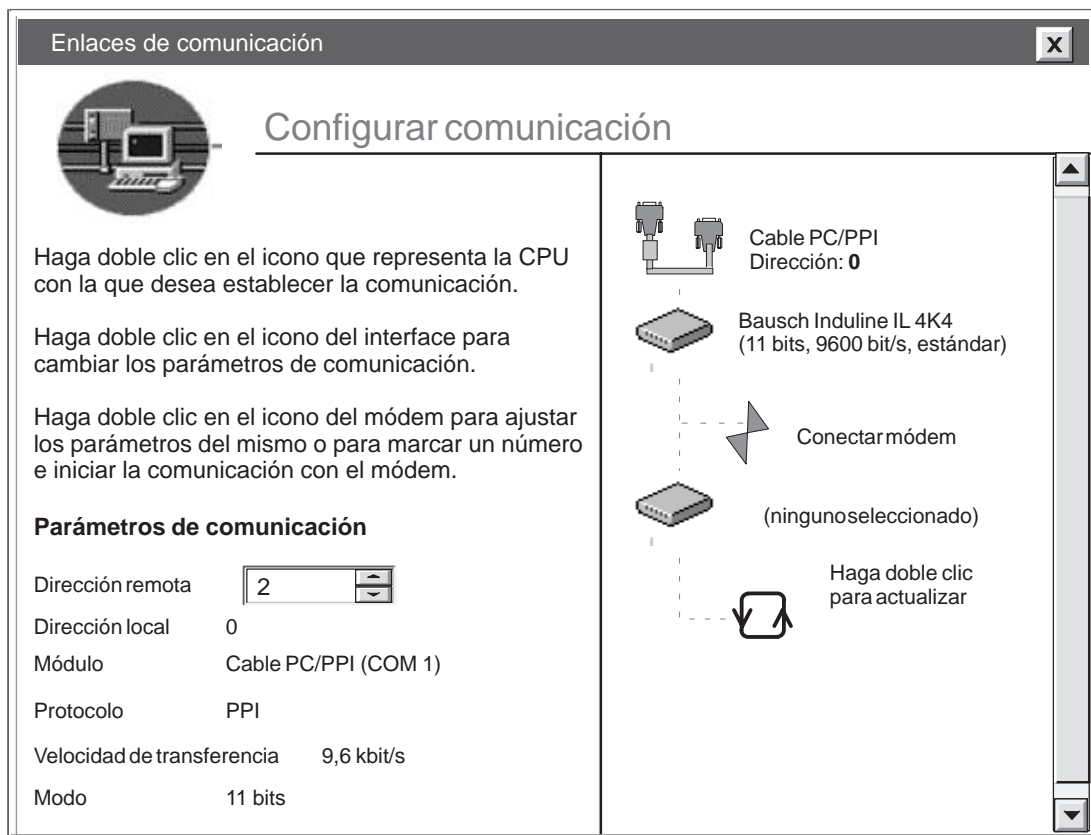 Enlaces de comunicación
X
Configurar comunicación
Haga doble clic en el icono que representa la CPU
con la que desea establecer la comunicación.
Haga doble clic en el icono del interface para
cambiar los parámetros de comunicación.
Haga doble clic en el icono del módem para ajustar
los parámetros del mismo o para marcar un número
e iniciar la comunicación con el módem.
Parámetros de comunicación
Dirección remota 2
Dirección local 0
Módulo Cable PC/PPI (COM 1)
Protocolo PPI
Velocidad de transferencia 9,6 kbit/s
Modo 11 bits
Cable PC/PPI
Dirección: 0
Bausch Induline IL 4K4
(11 bits, 9600 bit/s, estándar)
Conectar módem
(ninguno seleccionado)
Haga doble clic
para actualizar